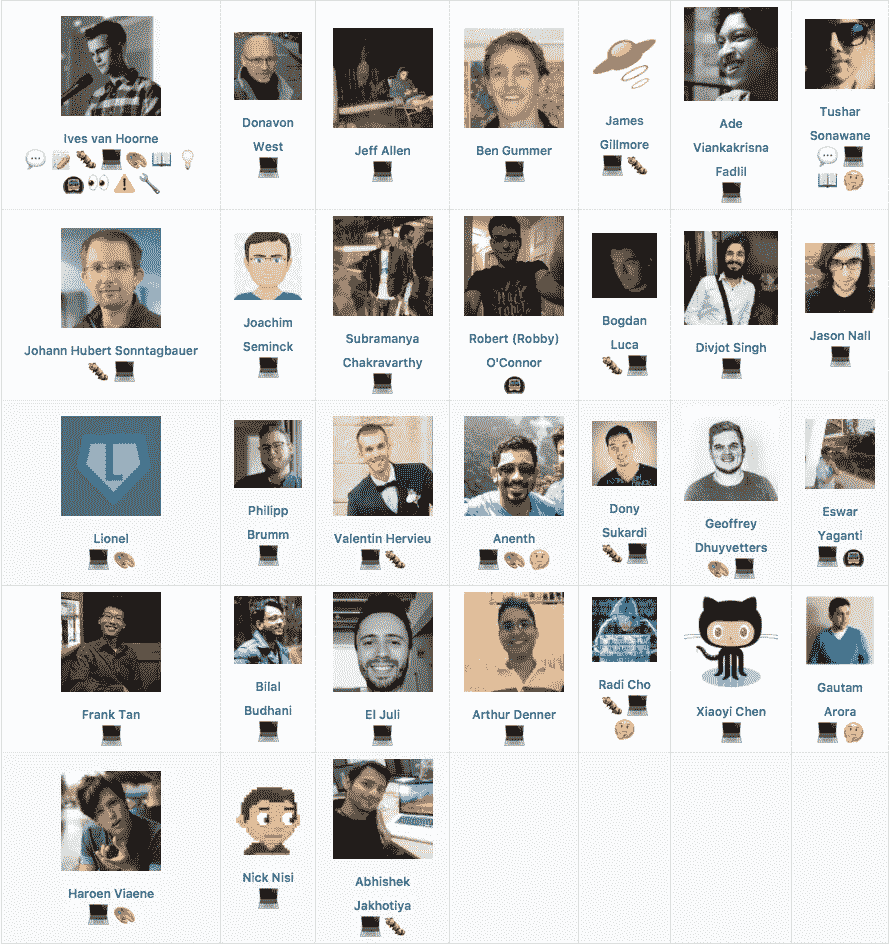 Ives van Hoorne
Donavon
West
Jeff Allen
Ben Gummer
James
Gillmore
Ade
Viankakrisna
Fadlil
Tushar
Sonawane
Johann Hubert Sonntagbauer
Joachim
Seminck
Subramanya
Chakravarthy
Robert (Robby)
O'Connor
Bogdan
Luca
Divjot Singh
Jason Nall
Lionel
Philipp
Brumm
Valentin Hervieu
Anenth
Dony
Sukardi
Geoffrey
Dhuyvetters
Eswar
Yaganti
Frank Tan
Bilal
Budhani
El Juli
Arthur Denner
Radi Cho
Xiaoyi Chen
Gautam
Arora
Haroen Viaene
Nick Nisi
Abhishek
Jakhotiya